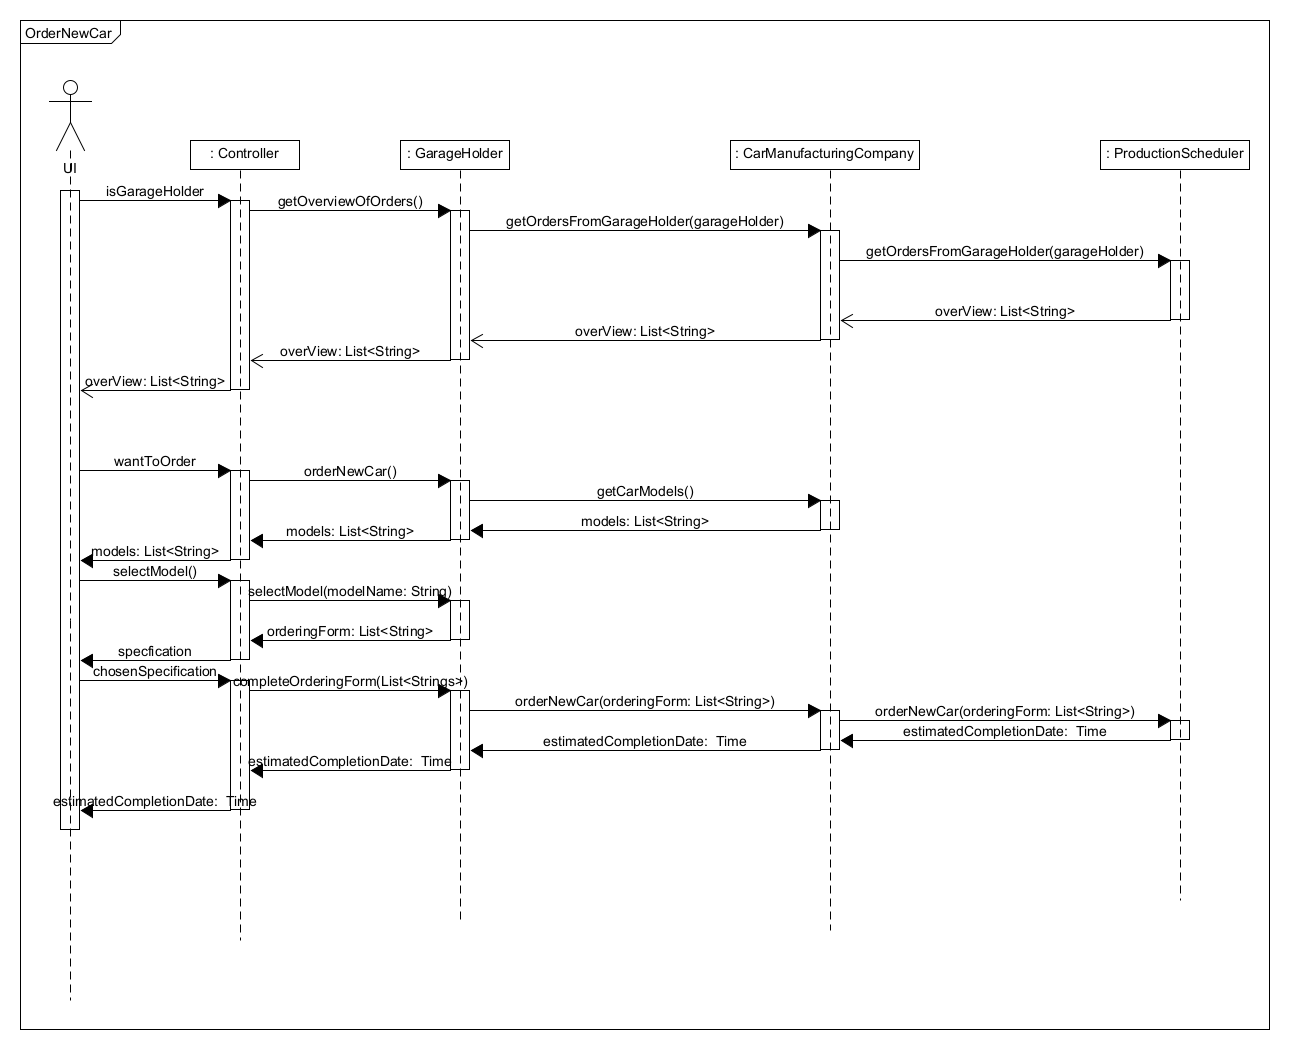 OrderNewCar
UI
: Controller
: GarageHolder
: CarManufacturingCompany
: ProductionScheduler
isGarageHolder
getOverviewOfOrders()
getOrdersFromGarageHolder(garageHolder)
getOrdersFromGarageHolder(garageHolder)
overView: List<String>
overView: List<String>
overView: List<String>
overView: List<String>
wantToOrder
orderNewCar()
getCarModels()
models: List<String>
models: List<String>
models: List<String>
selectModel()
selectModel(modelName: String)
orderingForm: List<String>
specfication
chosenSpecification
completeOrderingForm(List<Strings>)
orderNewCar(orderingForm: List<String>)
orderNewCar(orderingForm: List<String>)
estimatedCompletionDate:  Time
estimatedCompletionDate:  Time
estimatedCompletionDate:  Time
estimatedCompletionDate:  Time